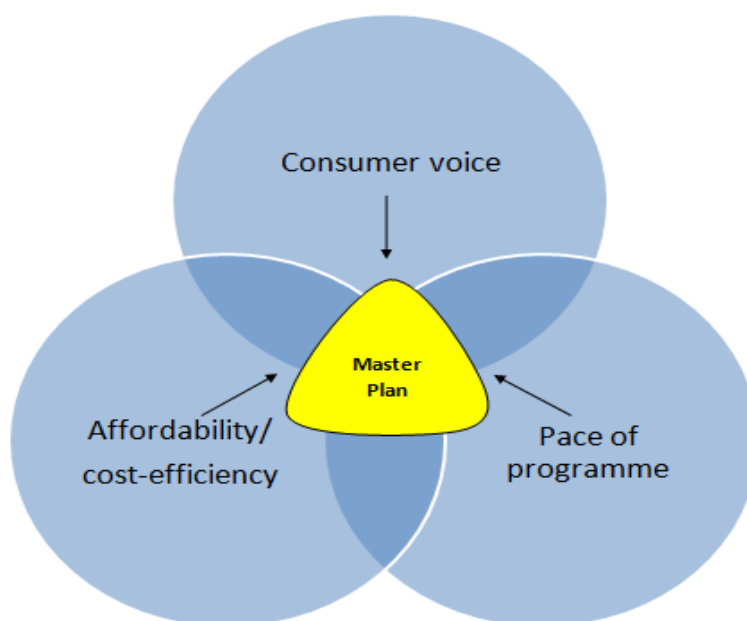 Consumer voice
Master
Plan
Affordability/
cost-efficiency
Pace of
programme